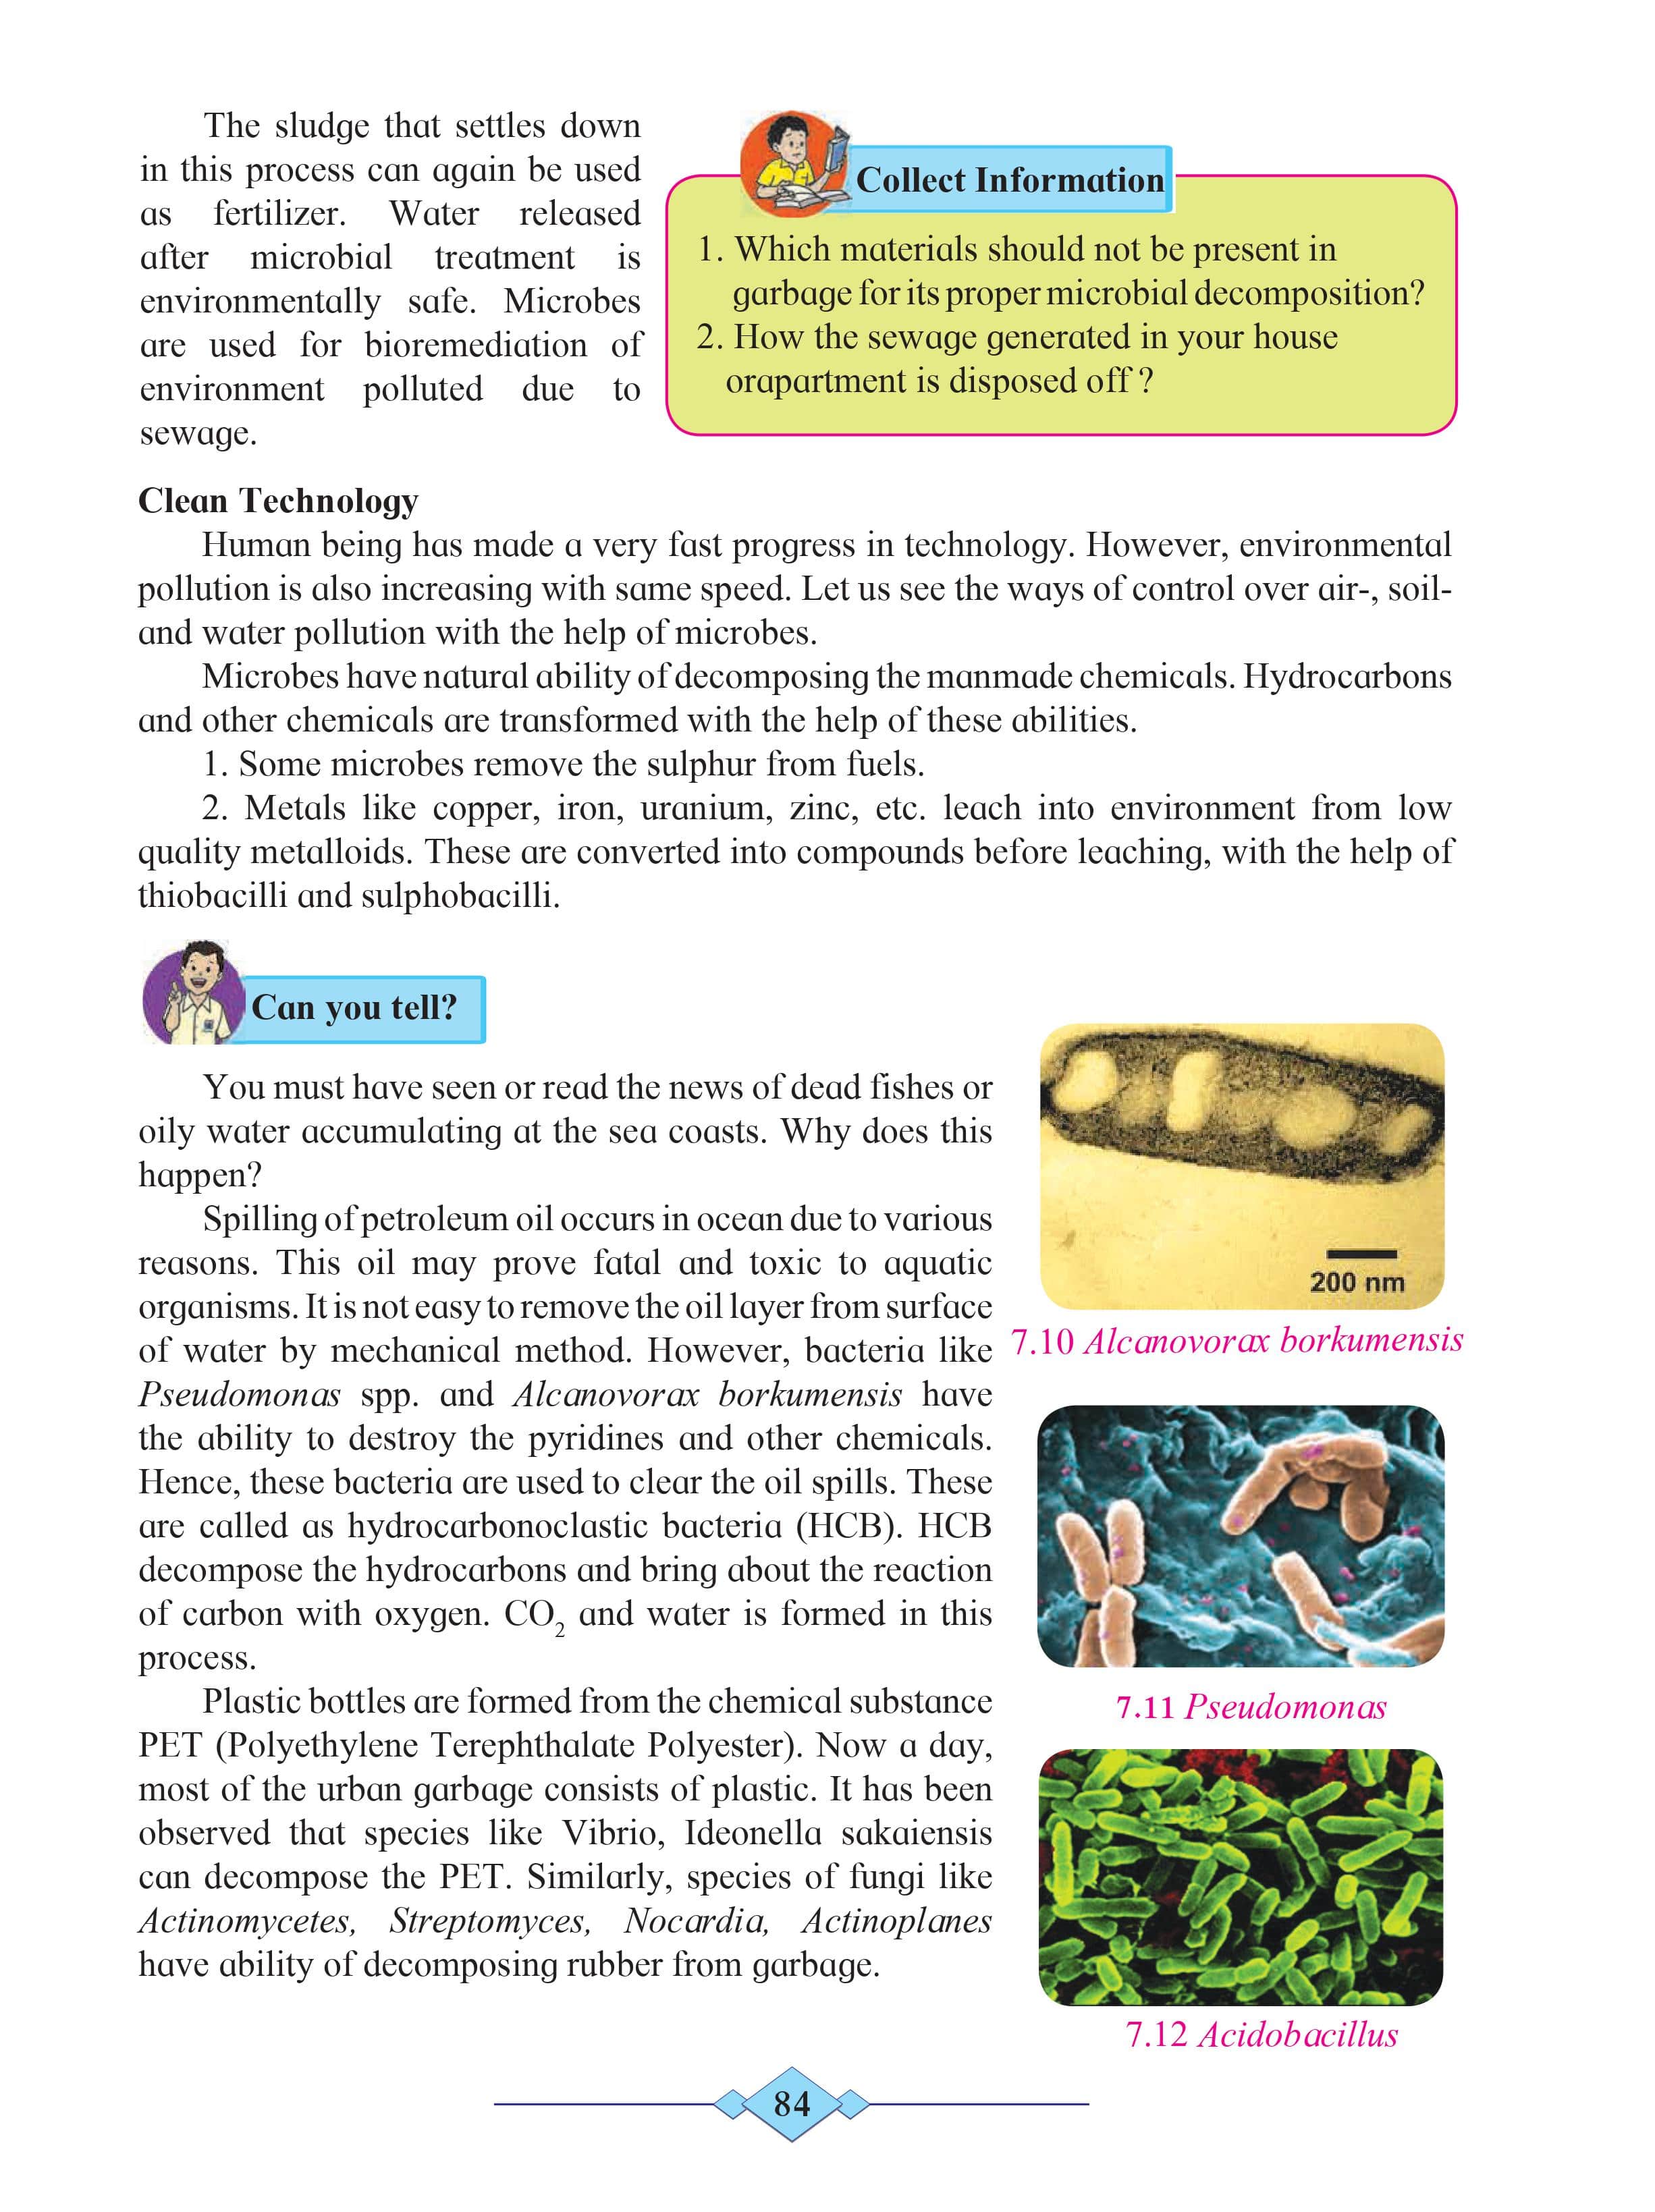 The sludge that settles down
in this process can again be used
as fertilizer. Water released
after microbial treatment is
environmentally safe. Microbes
are used for bioremediation of
environment polluted due to
sewage.
Collect Information
1. Which materials should not be present in
garbage for its proper microbial decomposition?
2. How the sewage generated in your house
orapartment is disposed off ?
Clean Technology
Human being has made a very fast progress in technology. However, environmental
pollution is also increasing with same speed. Let us see the ways of control over air-, soil-
and water pollution with the help of microbes.
Microbes have natural ability of decomposing the manmade chemicals. Hydrocarbons
and other chemicals are transformed with the help of these abilities.
1. Some microbes remove the sulphur from fuels.
2. Metals like copper, iron, uranium, zinc, etc. leach into environment from low
quality metalloids. These are converted into compounds before leaching, with the help of
thiobacilli and sulphobacilli.
Can you tell?
You must have seen or read the news of dead fishes or
oily water accumulating at the sea coasts. Why does this
happen?
Spilling of petroleum oil occurs in ocean due to various
reasons. This oil may prove fatal and toxic to aquatic
organisms. It is not easy to remove the oil layer from surface
of water by mechanical method. However, bacteria like
Pseudomonas spp. and Alcanovorax borkumensis have
the ability to destroy the pyridines and other chemicals.
Hence, these bacteria are used to clear the oil spills. These
are called as hydrocarbonoclastic bacteria (HCB). HCB
decompose the hydrocarbons and bring about the reaction
of carbon with oxygen. CO₂ and water is formed in this
process.
Plastic bottles are formed from the chemical substance
PET (Polyethylene Terephthalate Polyester). Now a day,
most of the urban garbage consists of plastic. It has been
observed that species like Vibrio, Ideonella sakaiensis
can decompose the PET. Similarly, species of fungi like
Actinomycetes, Streptomyces, Nocardia, Actinoplanes
have ability of decomposing rubber from garbage.
200 nm
7.10 Alcanovorax borkumensis
7.11 Pseudomonas
7.12 Acidobacillus
84